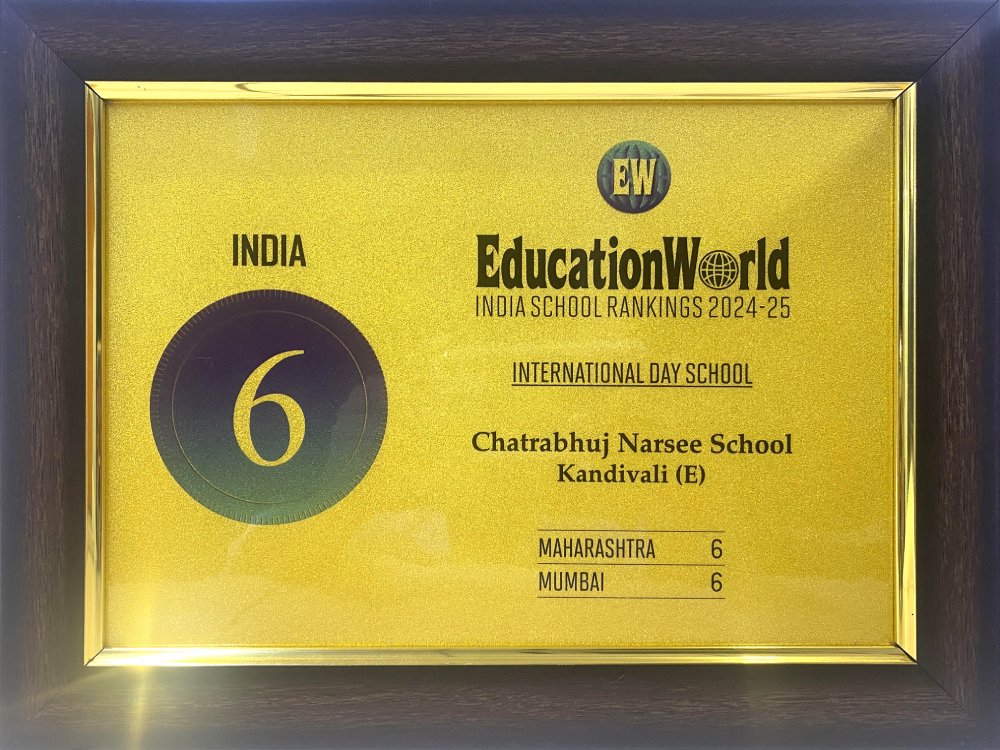 INDIA
6
EW
EducationWorld
INDIA SCHOOL RANKINGS 2024-25
INTERNATIONAL DAY SCHOOL
Chatrabhuj Narsee School
Kandivali (E)
MAHARASHTRA 6
MUMBAI 6